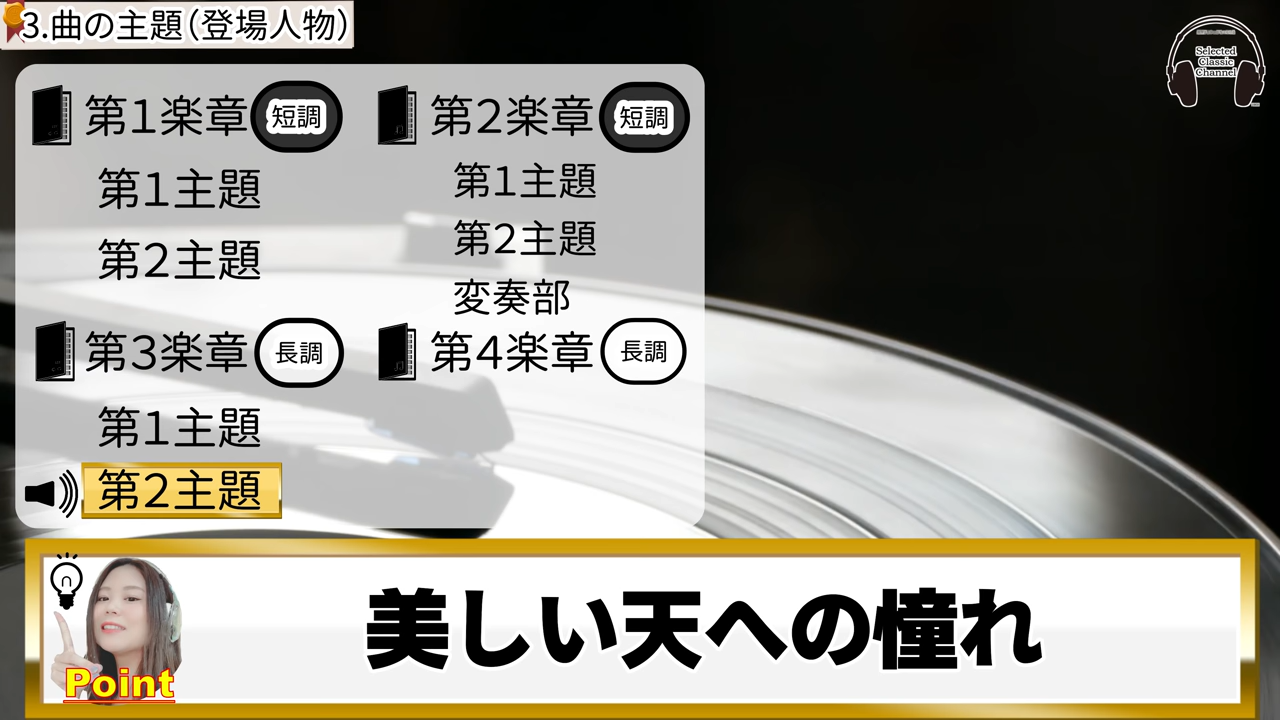 3.曲の主題(登場人物)
Selected
Classic
Channel
第1楽章 短調
第1主題
第2主題
第2楽章 短調
第1主題
第2主題
変奏部
第3楽章 長調
第1主題
第2主題
第4楽章 長調
美しい天への憧れ
Point